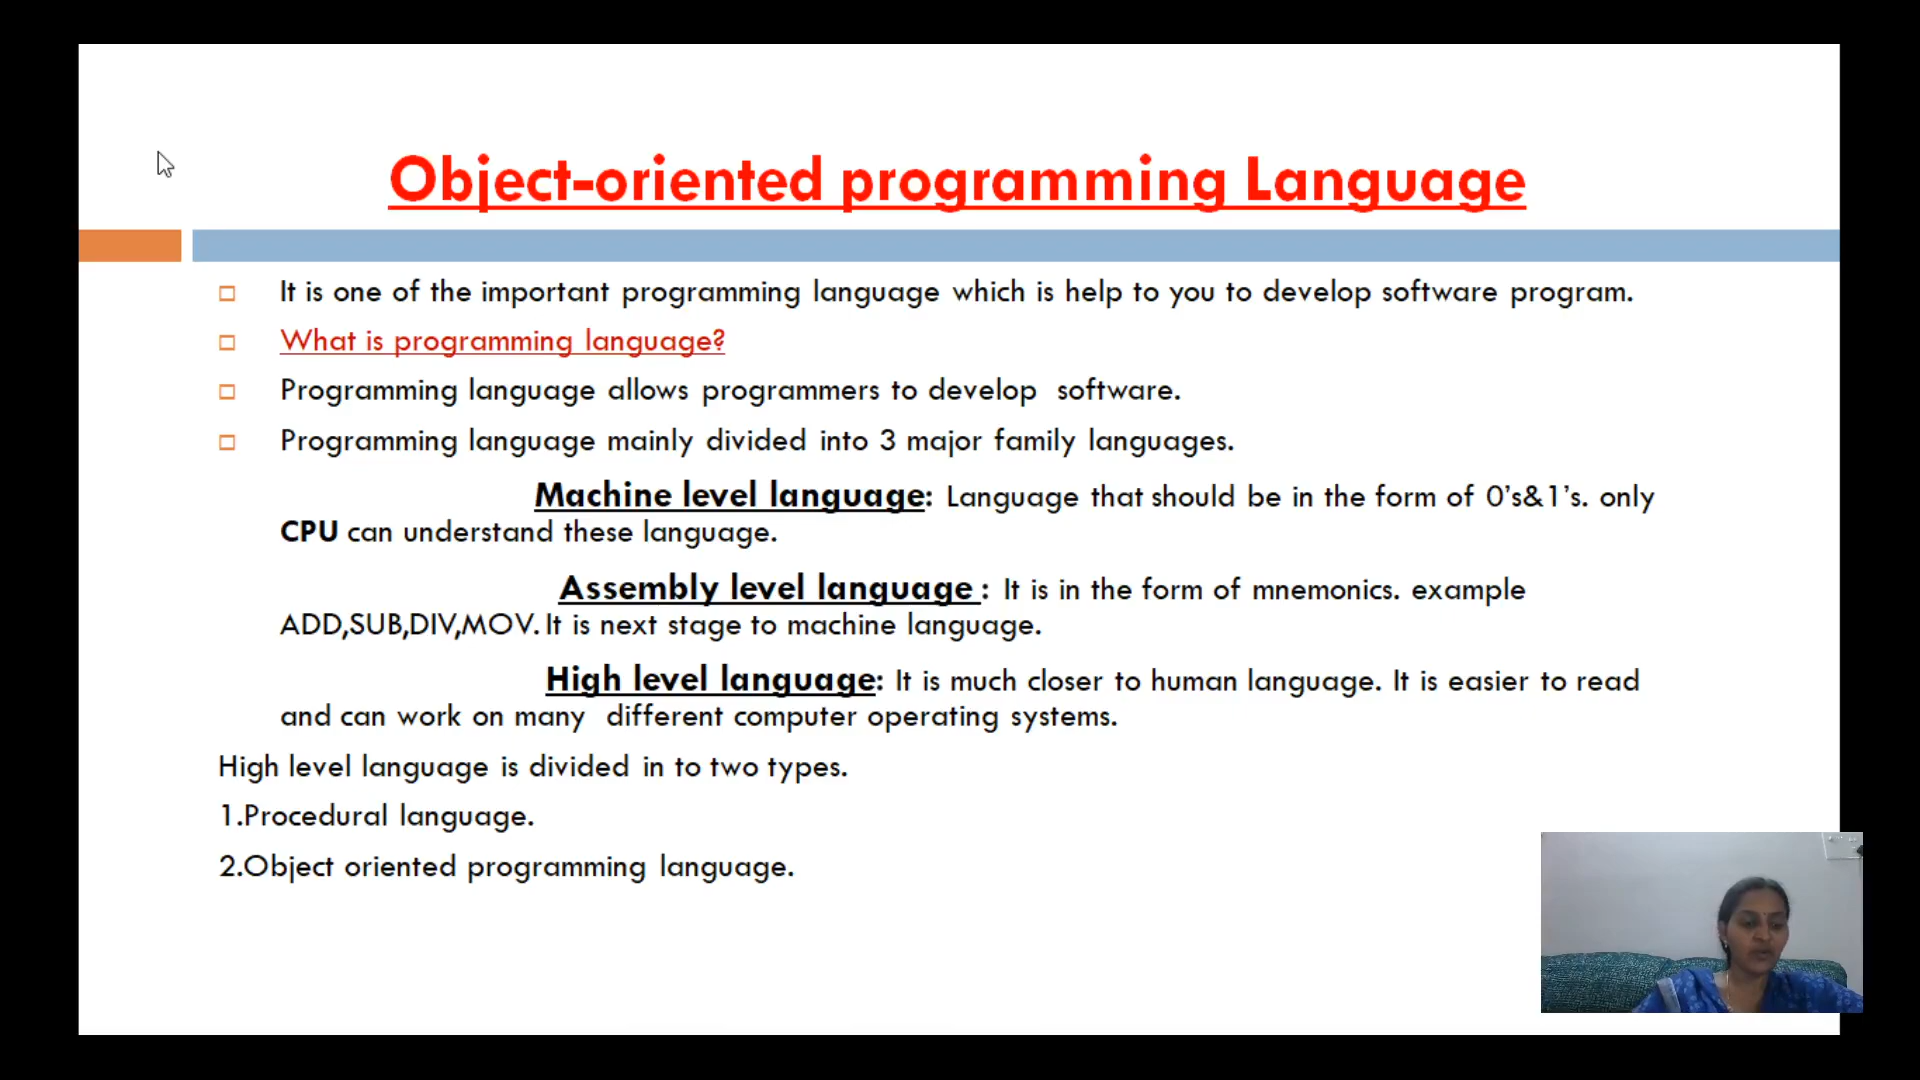 Object-oriented programming Language
It is one of the important programming language which is help to you to develop software program.
What is programming language?
Programming language allows programmers to develop  software.
Programming language mainly divided into 3 major family languages.
Machine level language: Language that should be in the form of 0’s&1’s. only
CPU can understand these language.
Assembly level language : It is in the form of mnemonics. example
ADD,SUB,DIV,MOV. It is next stage to machine language.
High level language: It is much closer to human language. It is easier to read
and can work on many  different computer operating systems.
High level language is divided in to two types.
1.Procedural language.
2.Object oriented programming language.